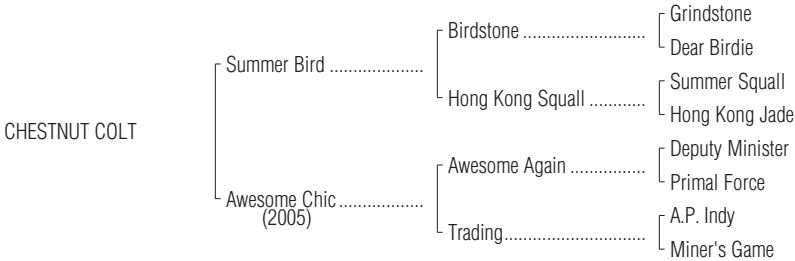 Grindstone
Birdstone ..........................
Dear Birdie
Summer Bird ....................
Summer Squall
Hong Kong Squall ............
Hong Kong Jade
CHESTNUT COLT
Deputy Minister
Awesome Again ................
Primal Force
Awesome Chic ..................
(2005)
A.P. Indy
Trading..............................
Miner's Game